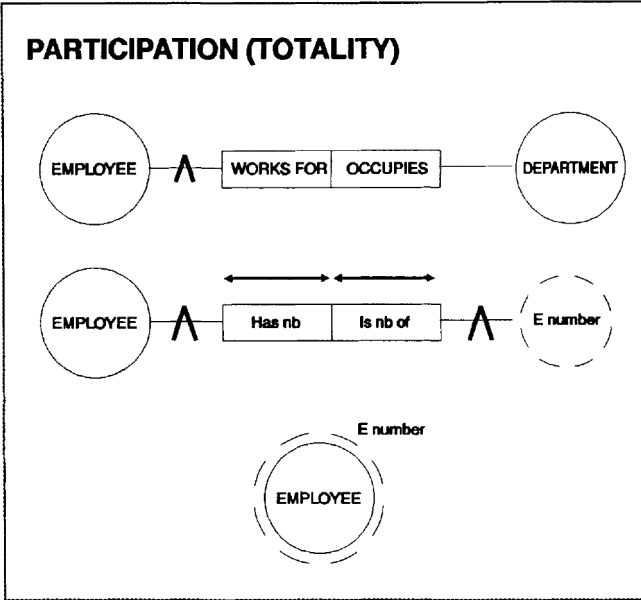 PARTICIPATION (TOTALITY)
EMPLOYEE WORKS FOR OCCUPIES DEPARTMENT
EMPLOYEE Has nb Is nb of E number
E number
EMPLOYEE